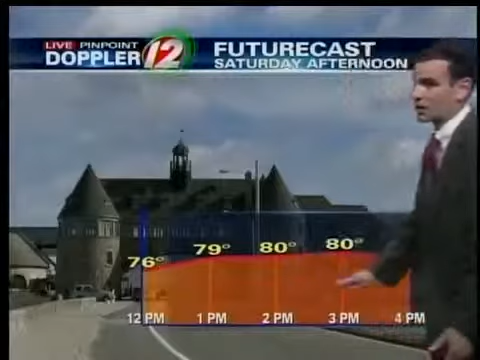 LIVE PINPOINT
DOPPLER 12
FUTURECAST
SATURDAY AFTERNOON
76° 79° 80° 80°
12 PM 1 PM 2 PM 3 PM 4 PM